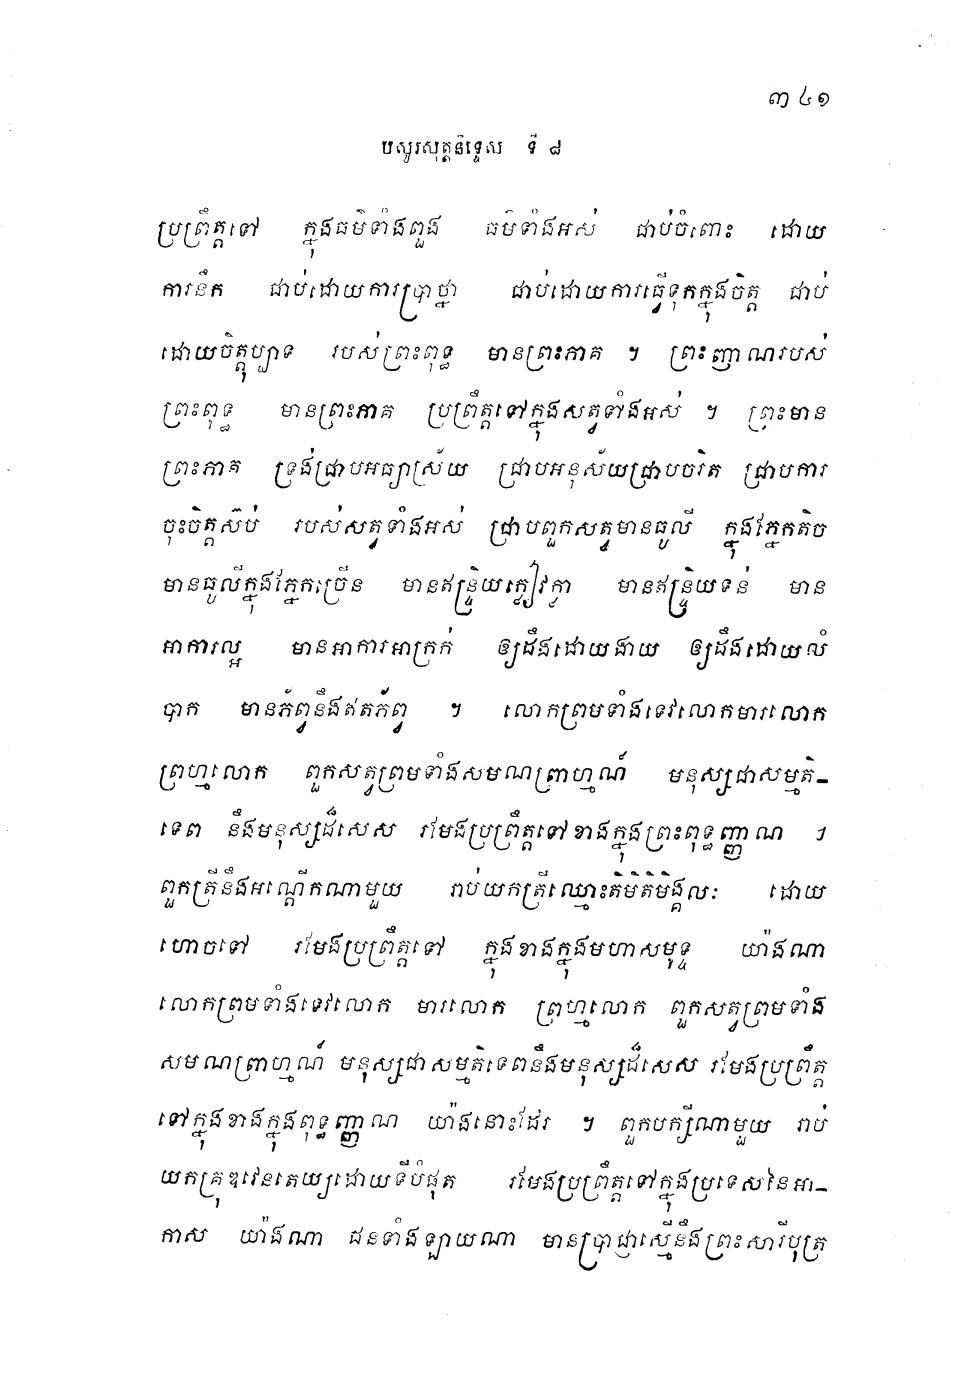 ៣៤១
បសូរសុត្តនិទ្ទេស ទី ៨
ប្រព្រឹត្តទៅ ក្នុងធម៌ទាំងពួង ធម៌ទាំងអស់ ជាប់ចំពោះ ដោយ
ការនឹក ជាប់ដោយការប្រាថ្នា ជាប់ដោយការធ្វើទុកក្នុងចិត្ត ជាប់
ដោយចិត្តុប្បាទ របស់ព្រះពុទ្ធ មានព្រះភាគ ។ ព្រះញាណរបស់
ព្រះពុទ្ធ មានព្រះភាគ ប្រព្រឹត្តទៅក្នុងសត្វទាំងអស់ ។ ព្រះមាន
ព្រះភាគ ទ្រង់ជ្រាបអធ្យាស្រ័យ ជ្រាបអនុស័យជ្រាបចរិត ជ្រាបការ
ចុះចិត្តស៊ប់ របស់សត្វទាំងអស់ ជ្រាបពួកសត្វមានធូលី ក្នុងភ្នែកតិច
មានធូលីក្នុងភ្នែកច្រើន មានឥន្ទ្រិយក្លៀវក្លា មានឥន្ទ្រិយទន់ មាន
អាការល្អ មានអាការអាក្រក់ ឲ្យដឹងដោយងាយ ឲ្យដឹងដោយលំ
បាក មានភ័ព្វនឹងឥតភ័ព្វ ។ លោកព្រមទាំងទេវលោកមារលោក
ព្រហ្មលោក ពួកសត្វព្រមទាំងសមណព្រាហ្មណ៍ មនុស្សជាសម្មតិ-
ទេព នឹងមនុស្សដ៏សេស រមែងប្រព្រឹត្តទៅខាងក្នុងព្រះពុទ្ធញ្ញាណ ។
ពួកត្រីនឹងអណ្តើកណាមួយ រាប់យកត្រីឈ្មោះតិមិតិមិង្គលៈ ដោយ
ហោចទៅ រមែងប្រព្រឹត្តទៅ ក្នុងខាងក្នុងមហាសមុទ្ទ យ៉ាងណា
លោកព្រមទាំងទេវលោក មារលោក ព្រហ្មលោក ពួកសត្វព្រមទាំង
សមណព្រាហ្មណ៍ មនុស្សជាសម្មតិទេពនឹងមនុស្សដ៏សេស រមែងប្រព្រឹត្ត
ទៅក្នុងខាងក្នុងពុទ្ធញ្ញាណ យ៉ាងនោះដែរ ។ ពួកបក្សីណាមួយ រាប់
យកគ្រុឌវេនតេយ្យដោយទីបំផុត រមែងប្រព្រឹត្តទៅក្នុងប្រទេសនៃអា-
កាស យ៉ាងណា ជនទាំងឡាយណា មានប្រាជ្ញាស្មើនឹងព្រះសារីបុត្រ